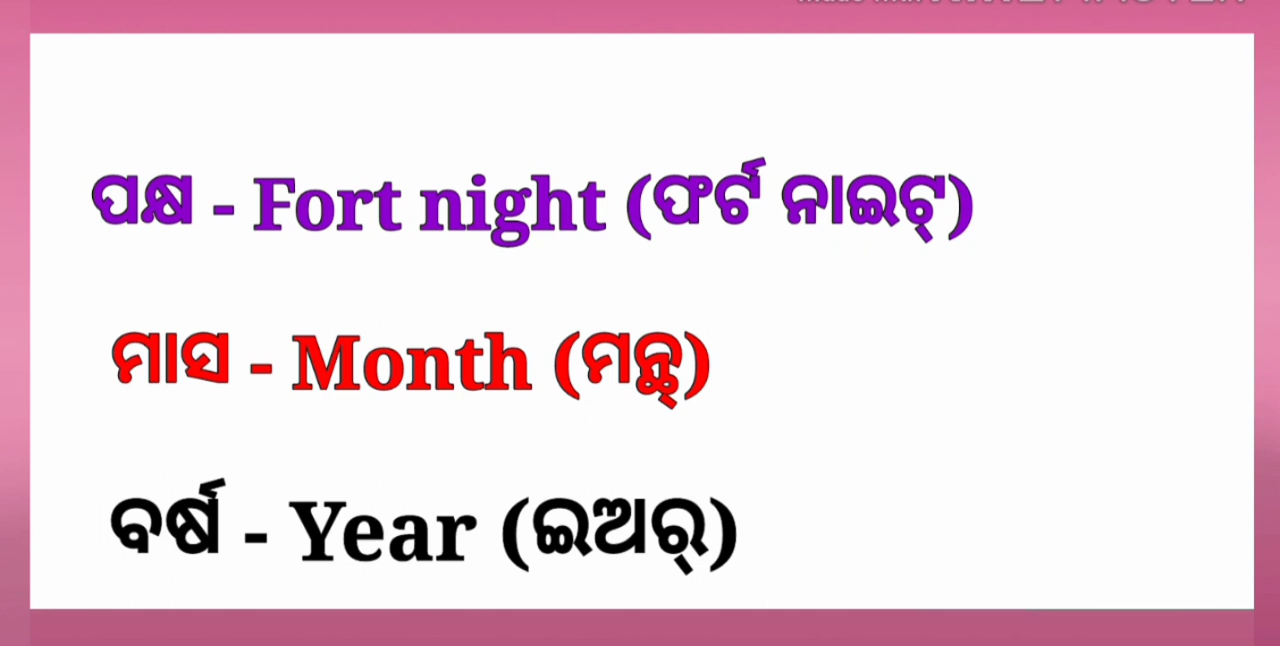 ପକ୍ଷ - Fort night (ଫର୍ଟ ନାଇଟ୍)
ମାସ - Month (ମନ୍ଥ୍)
ବର୍ଷ - Year (ଇଅର୍)